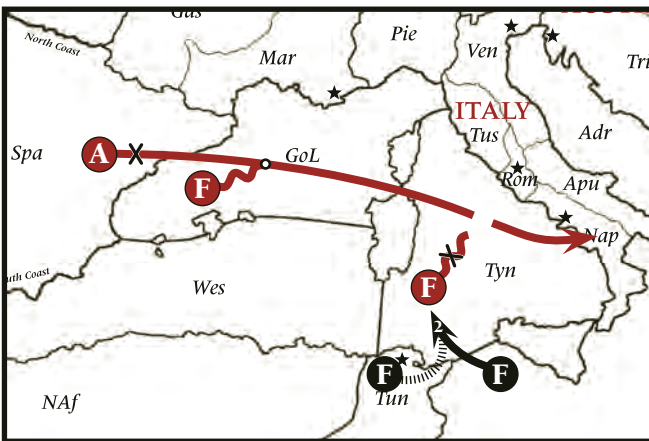 Gas
North Coast
Mar
Pie
Ven
Tri
ITALY
Tus
Adr
Spa
A
GoL
F
Rom
Apu
Nap
Tyn
Wes
F
2
F
F
Tun
NAf